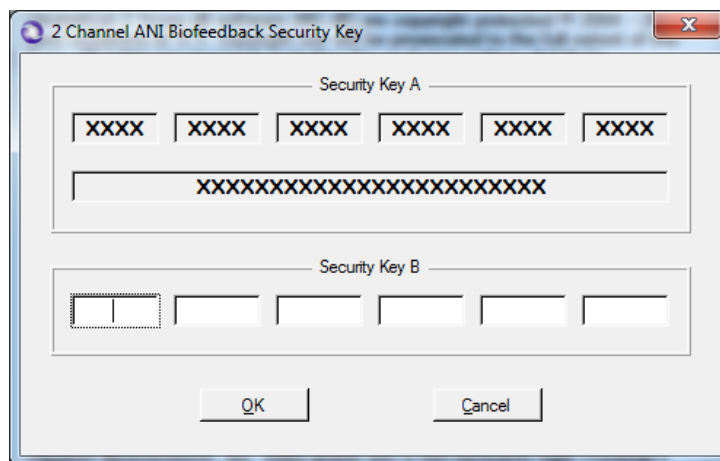 2 Channel ANI Biofeedback Security Key
Security Key A
XXXX XXXX XXXX XXXX XXXX XXXX
XXXXXXXXXXXXXXXXXXXXXXXX
Security Key B
OK Cancel